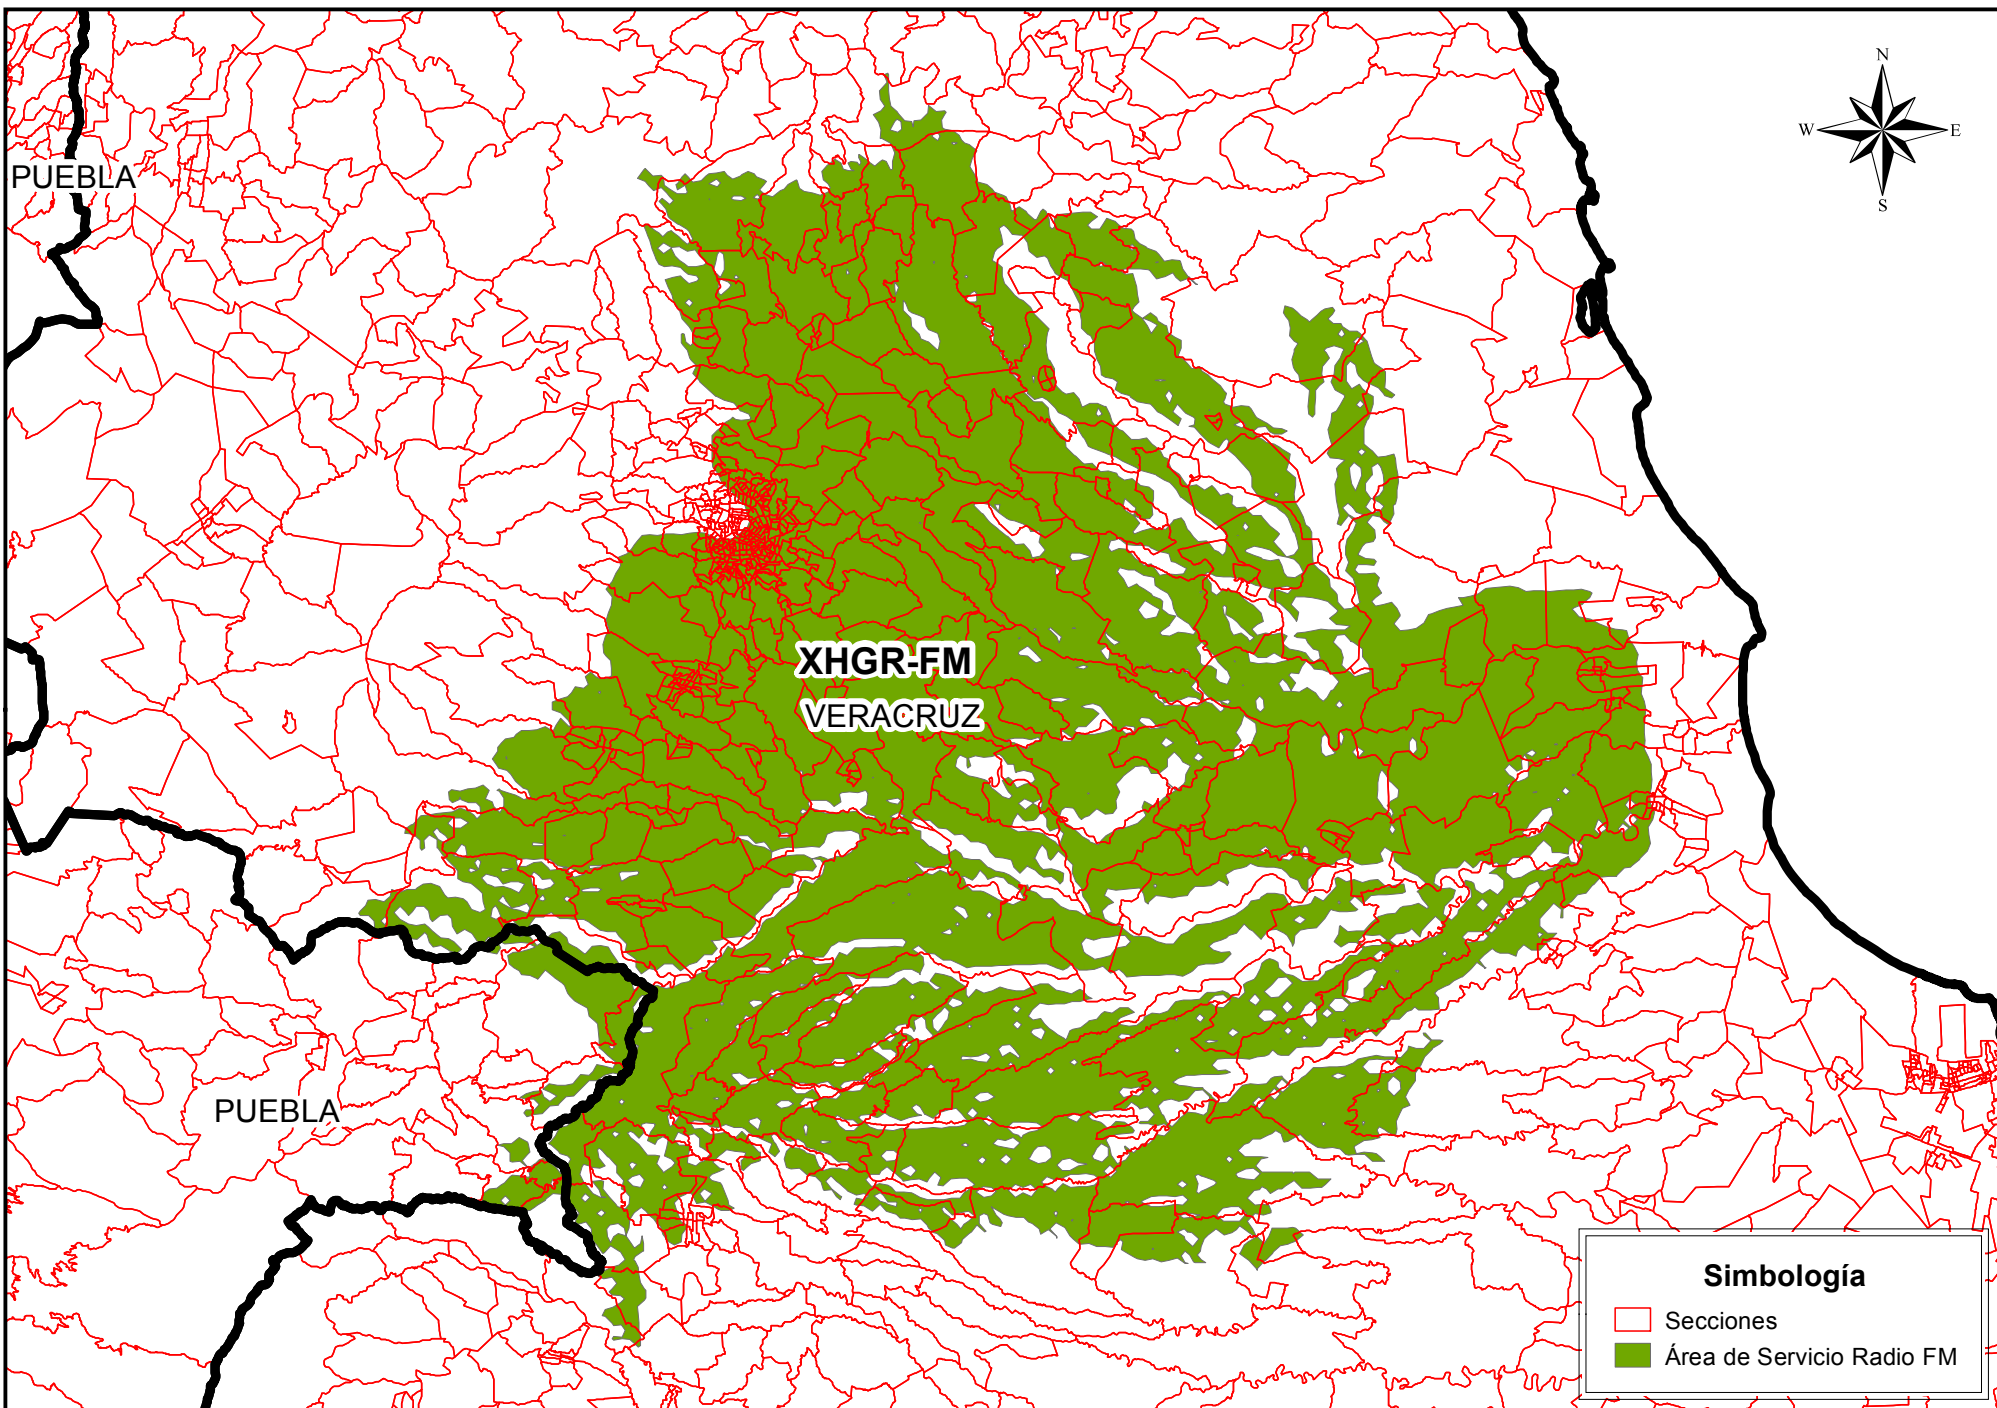 N
W E
S
PUEBLA
XHGR-FM
VERACRUZ
PUEBLA
Simbología
Secciones
Área de Servicio Radio FM